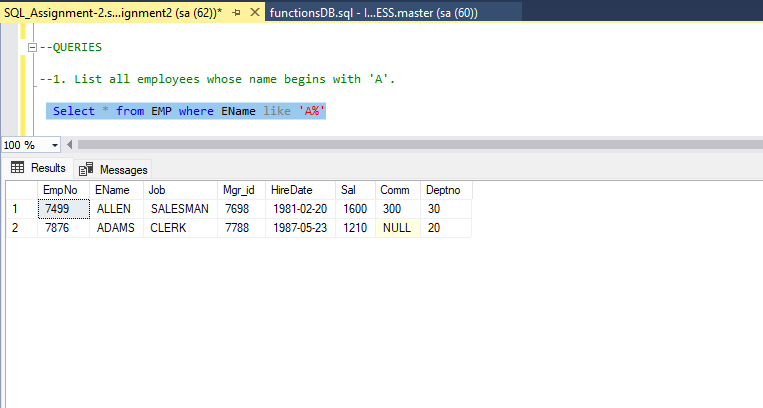 SQL_Assignment-2.s...ignment2 (sa (62))* functionsDB.sql - l...ESS.master (sa (60))
--QUERIES
--1. List all employees whose name begins with 'A'.
Select * from EMP where EName like 'A%'
100 %
Results Messages
EmpNo EName Job Mgr_id HireDate Sal Comm Deptno
1 7499 ALLEN SALESMAN 7698 1981-02-20 1600 300 30
2 7876 ADAMS CLERK 7788 1987-05-23 1210 NULL 20